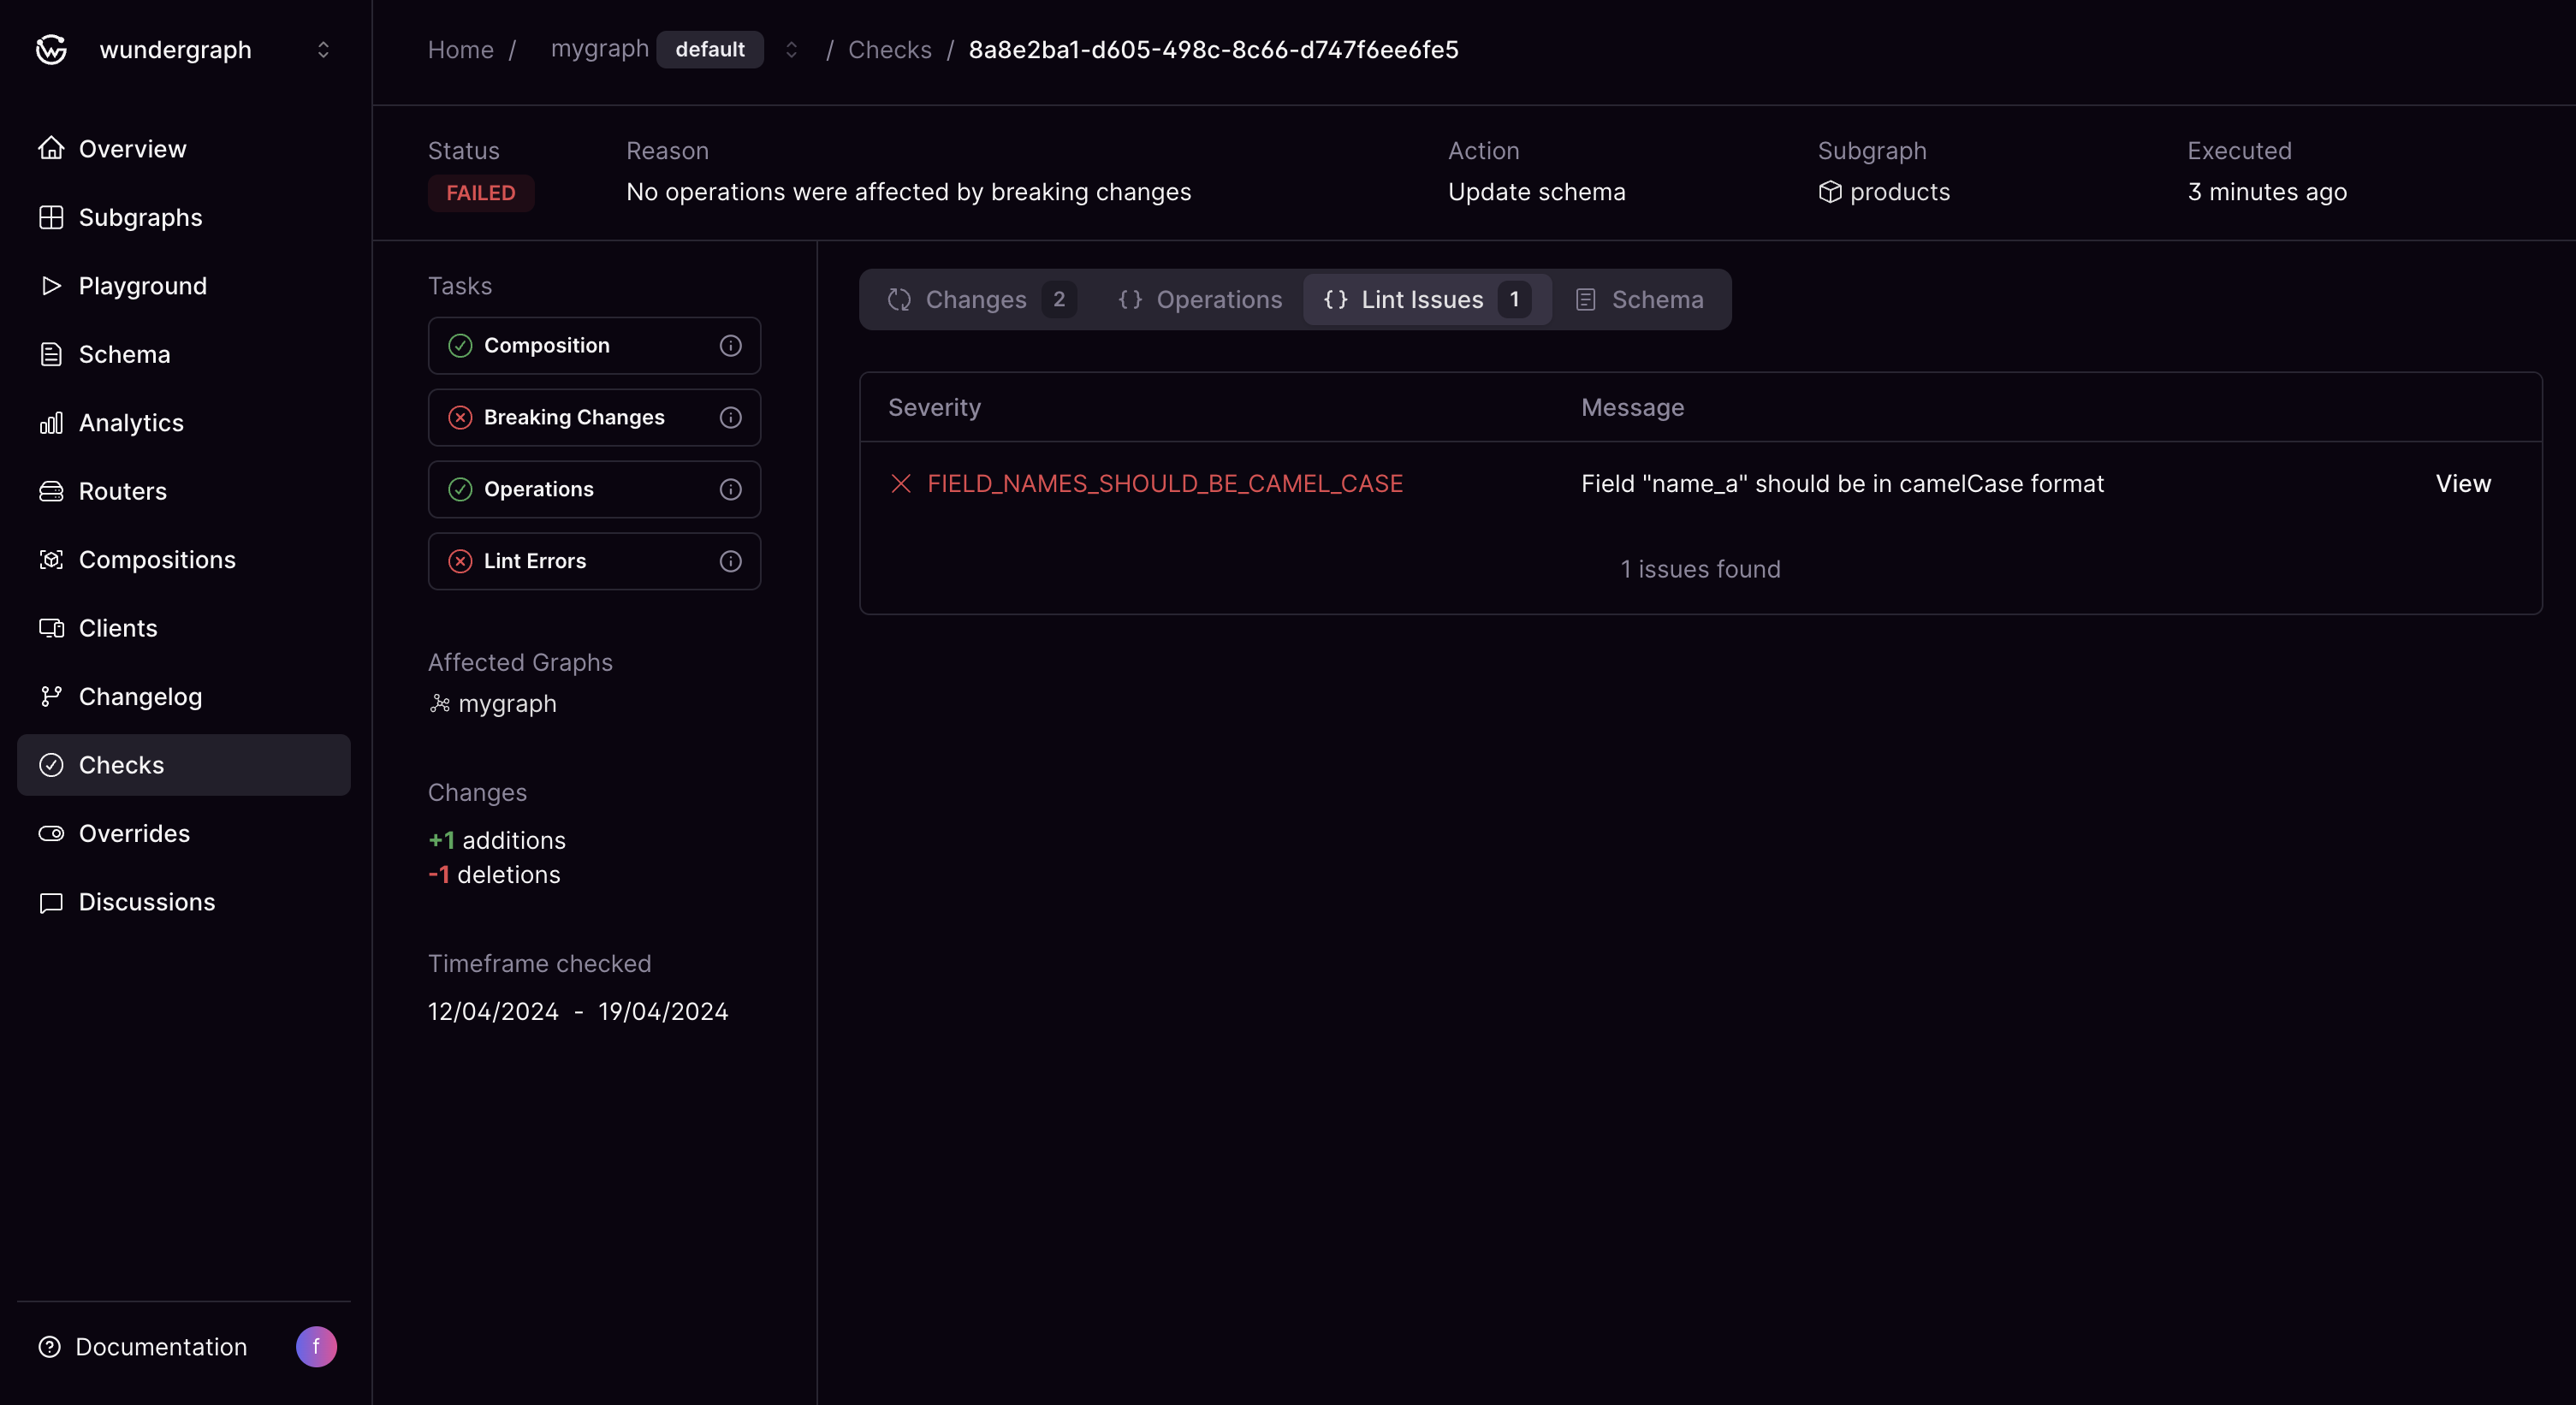 wundergraph
Overview
Subgraphs
Playground
Schema
Analytics
Routers
Compositions
Clients
Changelog
Checks
Overrides
Discussions
Documentation
f
Home / mygraph default / Checks / 8a8e2ba1-d605-498c-8c66-d747f6ee6fe5
Status
FAILED
Reason
No operations were affected by breaking changes
Action
Update schema
Subgraph
products
Executed
3 minutes ago
Tasks
Composition
Breaking Changes
Operations
Lint Errors
Affected Graphs
mygraph
Changes
+1 additions
-1 deletions
Timeframe checked
12/04/2024 - 19/04/2024
Changes 2 Operations Lint Issues 1 Schema
Severity Message
FIELD_NAMES_SHOULD_BE_CAMEL_CASE Field "name_a" should be in camelCase format View
1 issues found